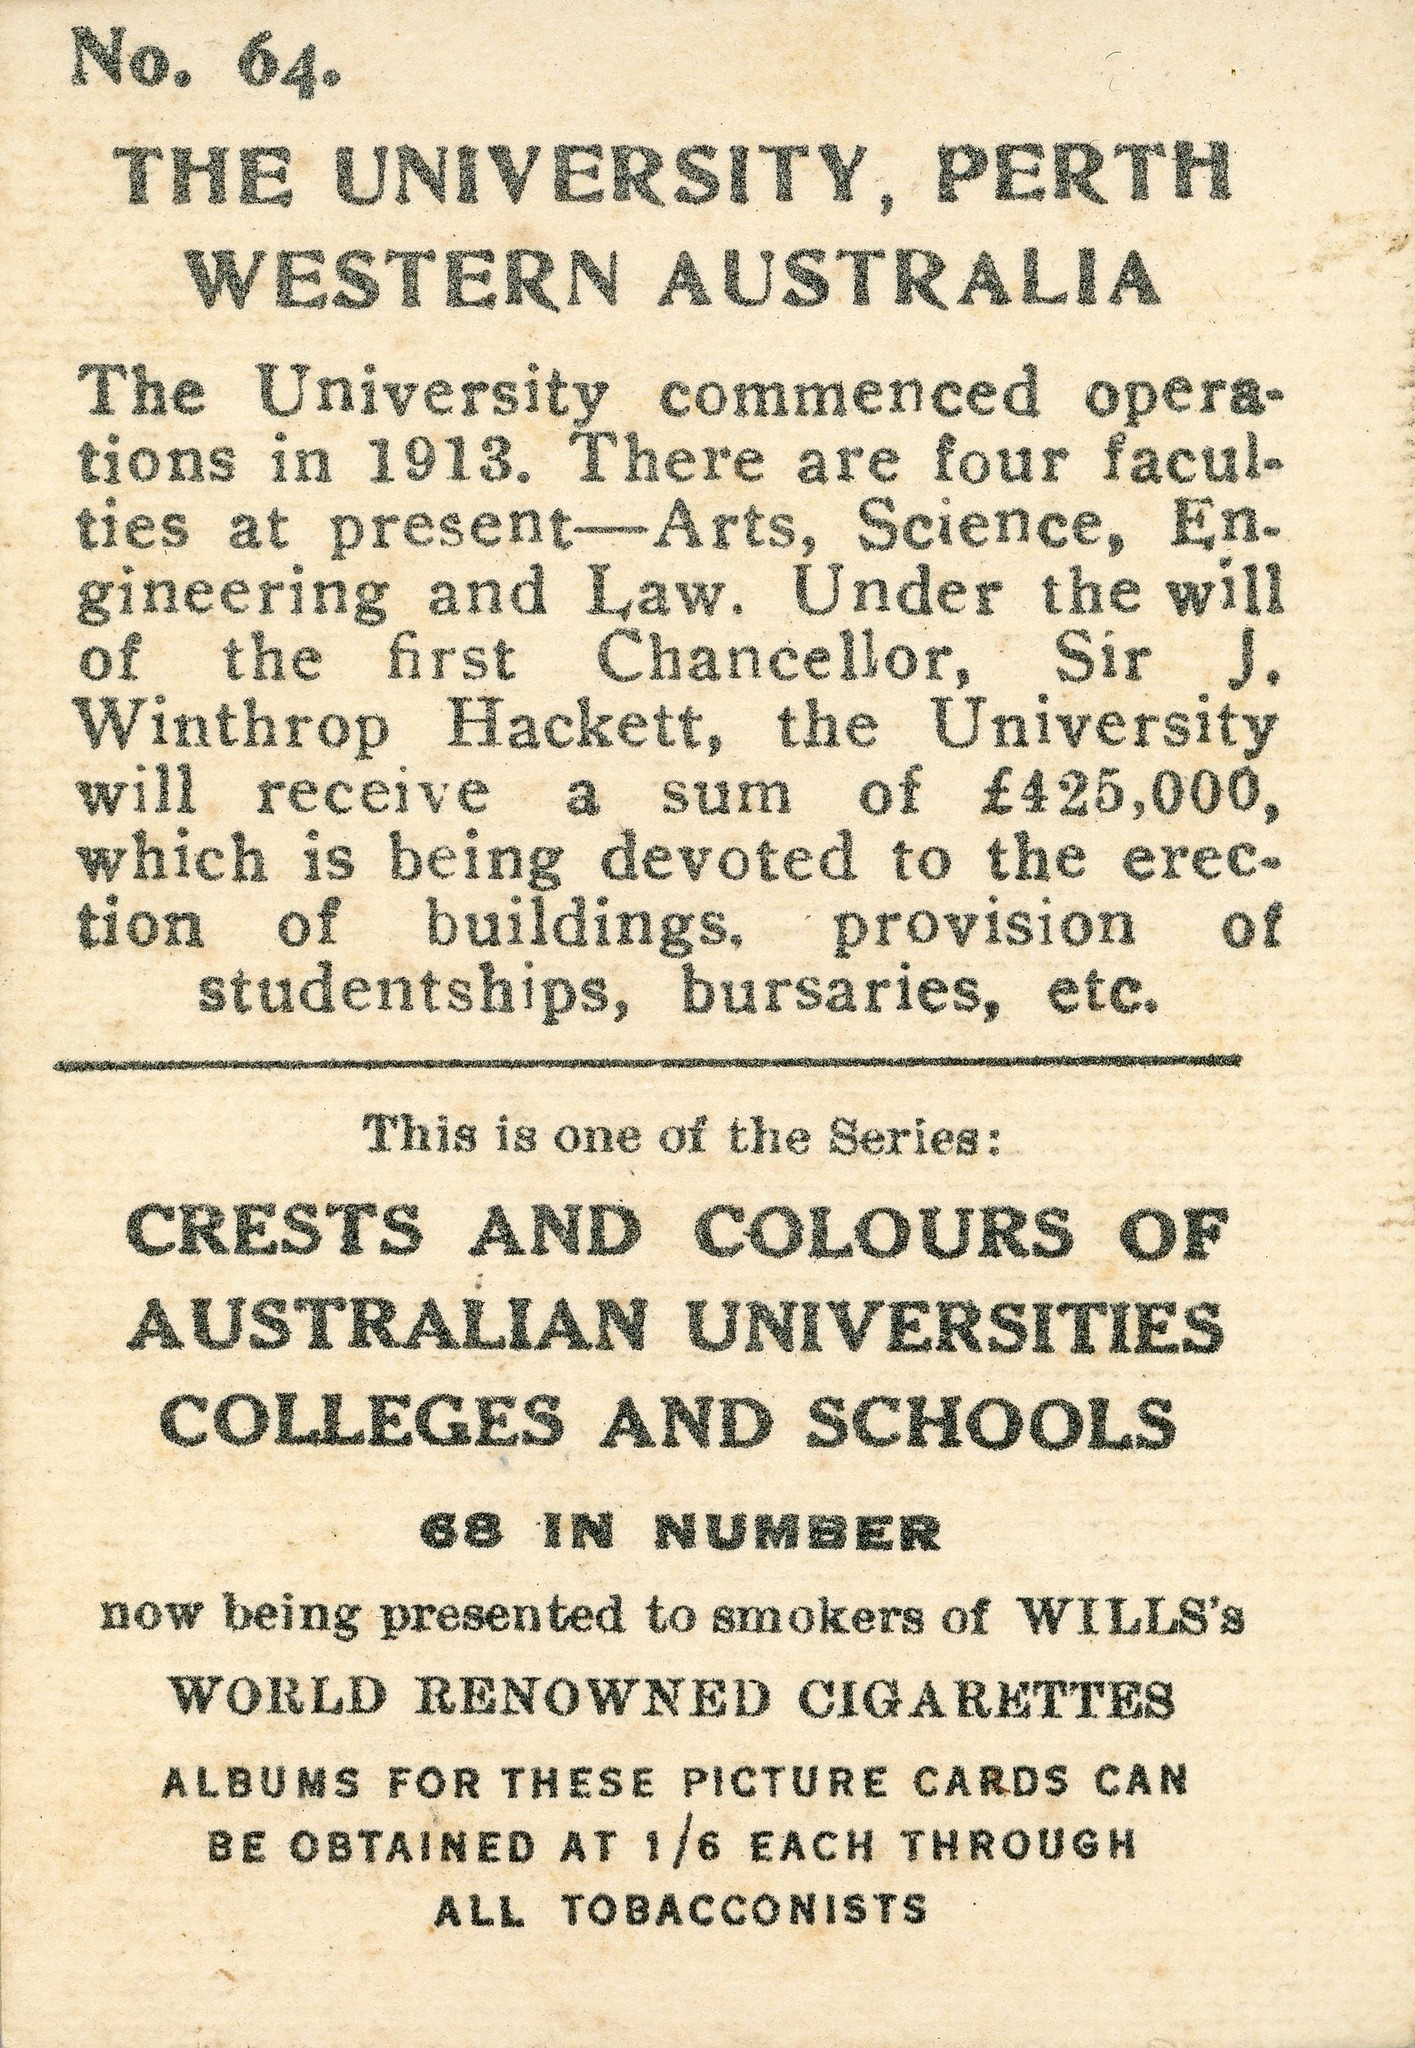 No. 64.
THE UNIVERSITY, PERTH
WESTERN AUSTRALIA
The University commenced opera-
tions in 1913. There are four facul-
ties at present—Arts, Science, En-
gineering and Law. Under the will
of the first Chancellor, Sir J.
Winthrop Hackett, the University
will receive a sum of £425,000,
which is being devoted to the erec-
tion of buildings, provision of
studentships, bursaries, etc.
This is one of the Series:
CRESTS AND COLOURS OF
AUSTRALIAN UNIVERSITIES
COLLEGES AND SCHOOLS
68 IN NUMBER
now being presented to smokers of WILLS's
WORLD RENOWNED CIGARETTES
ALBUMS FOR THESE PICTURE CARDS CAN
BE OBTAINED AT 1/6 EACH THROUGH
ALL TOBACCONISTS